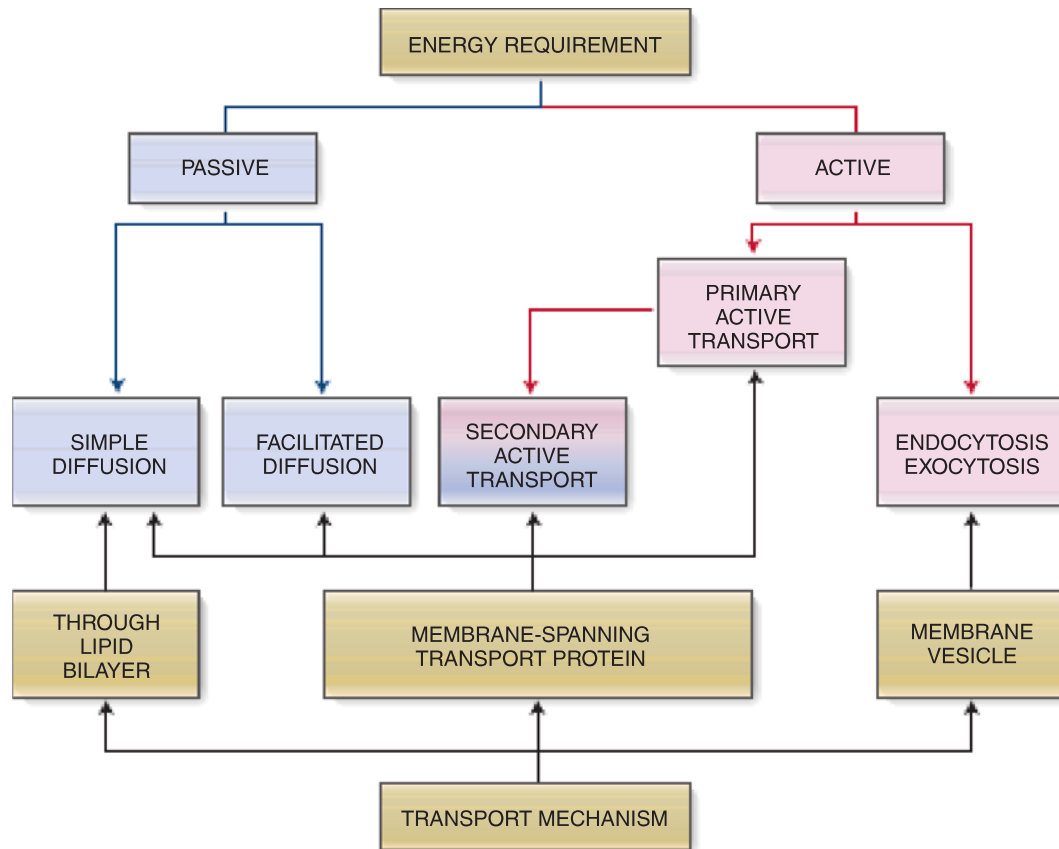 ENERGY REQUIREMENT
PASSIVE
ACTIVE
PRIMARY
ACTIVE
TRANSPORT
SIMPLE
DIFFUSION
FACILITATED
DIFFUSION
SECONDARY
ACTIVE
TRANSPORT
ENDOCYTOSIS
EXOCYTOSIS
THROUGH
LIPID
BILAYER
MEMBRANE-SPANNING
TRANSPORT PROTEIN
MEMBRANE
VESICLE
TRANSPORT MECHANISM